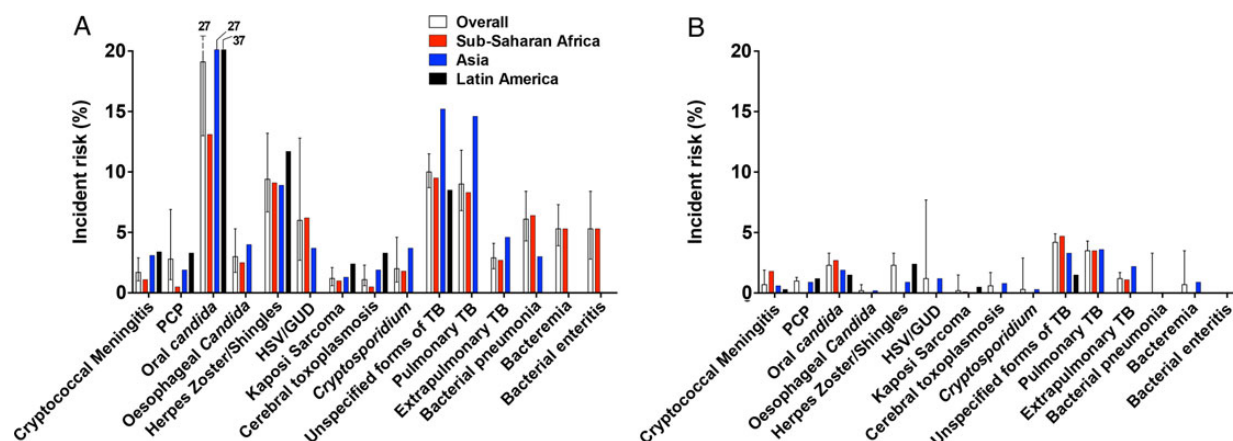 A
27
27
37
Overall
Sub-Saharan Africa
Asia
Latin America
Incident risk (%)
20
15
10
5
0
Cryptococcal Meningitis
PCP
Oral candida
Oesophageal Candida
Herpes Zoster/Shingles
HSV/GUD
Kaposi Sarcoma
Cerebral toxoplasmosis
Cryptosporidium
Unspecified forms of TB
Pulmonary TB
Extrapulmonary TB
Bacterial pneumonia
Bacteremia
Bacterial enteritis
B
Incident risk (%)
20
15
10
5
0
Cryptococcal Meningitis
PCP
Oral candida
Oesophageal Candida
Herpes Zoster/Shingles
HSV/GUD
Kaposi Sarcoma
Cerebral toxoplasmosis
Cryptosporidium
Unspecified forms of TB
Pulmonary TB
Extrapulmonary TB
Bacterial pneumonia
Bacteremia
Bacterial enteritis